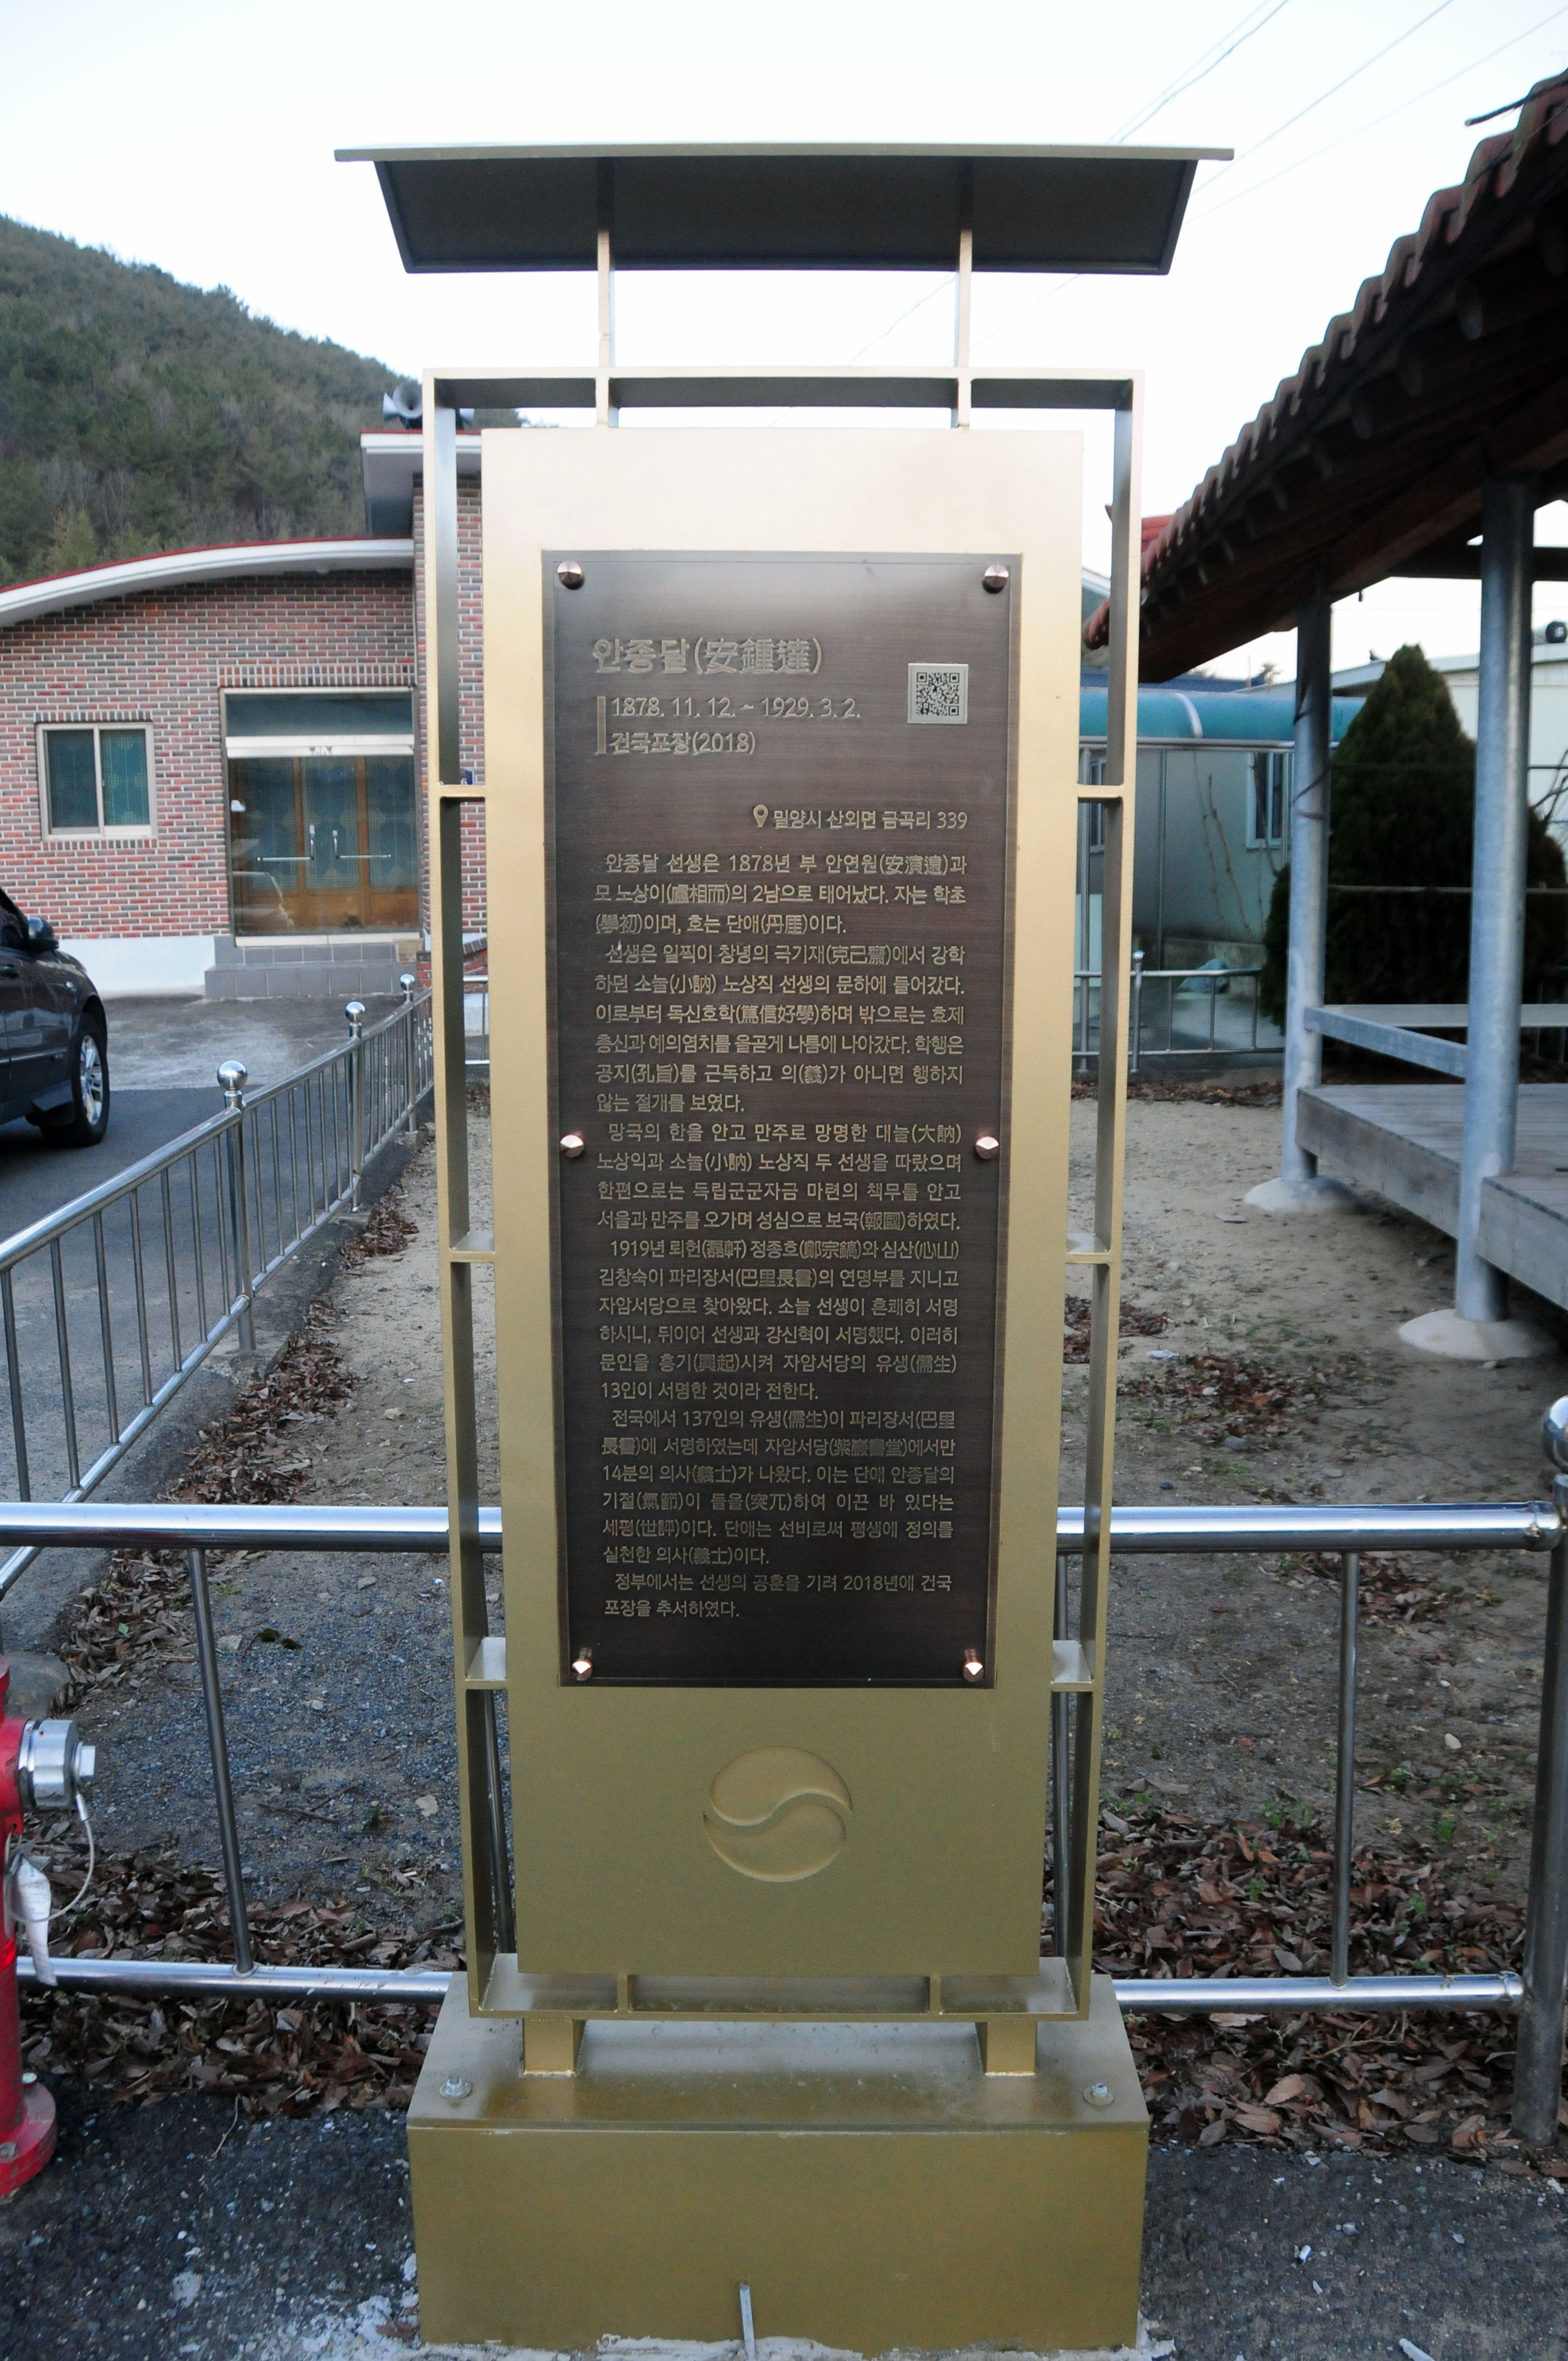 안종달(安鍾達)
1878. 11. 12. ~ 1929. 3. 2.
건국포장(2018)
밀양시 산외면 금곡리 339
안종달 선생은 1878년 부 안연원(安演遠)과
모 노상이(盧相而)의 2남으로 태어났다. 자는 학초
(學初)이며, 호는 단애(丹厓)이다.
선생은 일찍이 창녕의 극기재(克己齋)에서 강학
하던 소눌(小訥) 노상직 선생의 문하에 들어갔다.
이로부터 독신호학(篤信好學)하며 밖으로는 효제
충신과 예의염치를 올곧게 나툼에 나아갔다. 학행은
공지(孔旨)를 근독하고 의(義)가 아니면 행하지
않는 절개를 보였다.
망국의 한을 안고 만주로 망명한 대눌(大訥)
노상익과 소눌(小訥) 노상직 두 선생을 따랐으며
한편으로는 독립군군자금 마련의 책무를 안고
서울과 만주를 오가며 성심으로 보국(報國)하였다.
1919년 뢰헌(磊軒) 정종호(鄭宗鎬)와 심산(心山)
김창숙이 파리장서(巴里長書)의 연명부를 지니고
자암서당으로 찾아왔다. 소눌 선생이 흔쾌히 서명
하시니, 뒤이어 선생과 강신혁이 서명했다. 이러히
문인을 흥기(興起)시켜 자암서당의 유생(儒生)
13인이 서명한 것이라 전한다.
전국에서 137인의 유생(儒生)이 파리장서(巴里
長書)에 서명하였는데 자암서당(紫巖書堂)에서만
14분의 의사(義士)가 나왔다. 이는 단애 안종달의
기절(氣節)이 돌올(突兀)하여 이끈 바 있다는
세평(世評)이다. 단애는 선비로써 평생에 정의를
실천한 의사(義士)이다.
정부에서는 선생의 공훈을 기려 2018년에 건국
포장을 추서하였다.